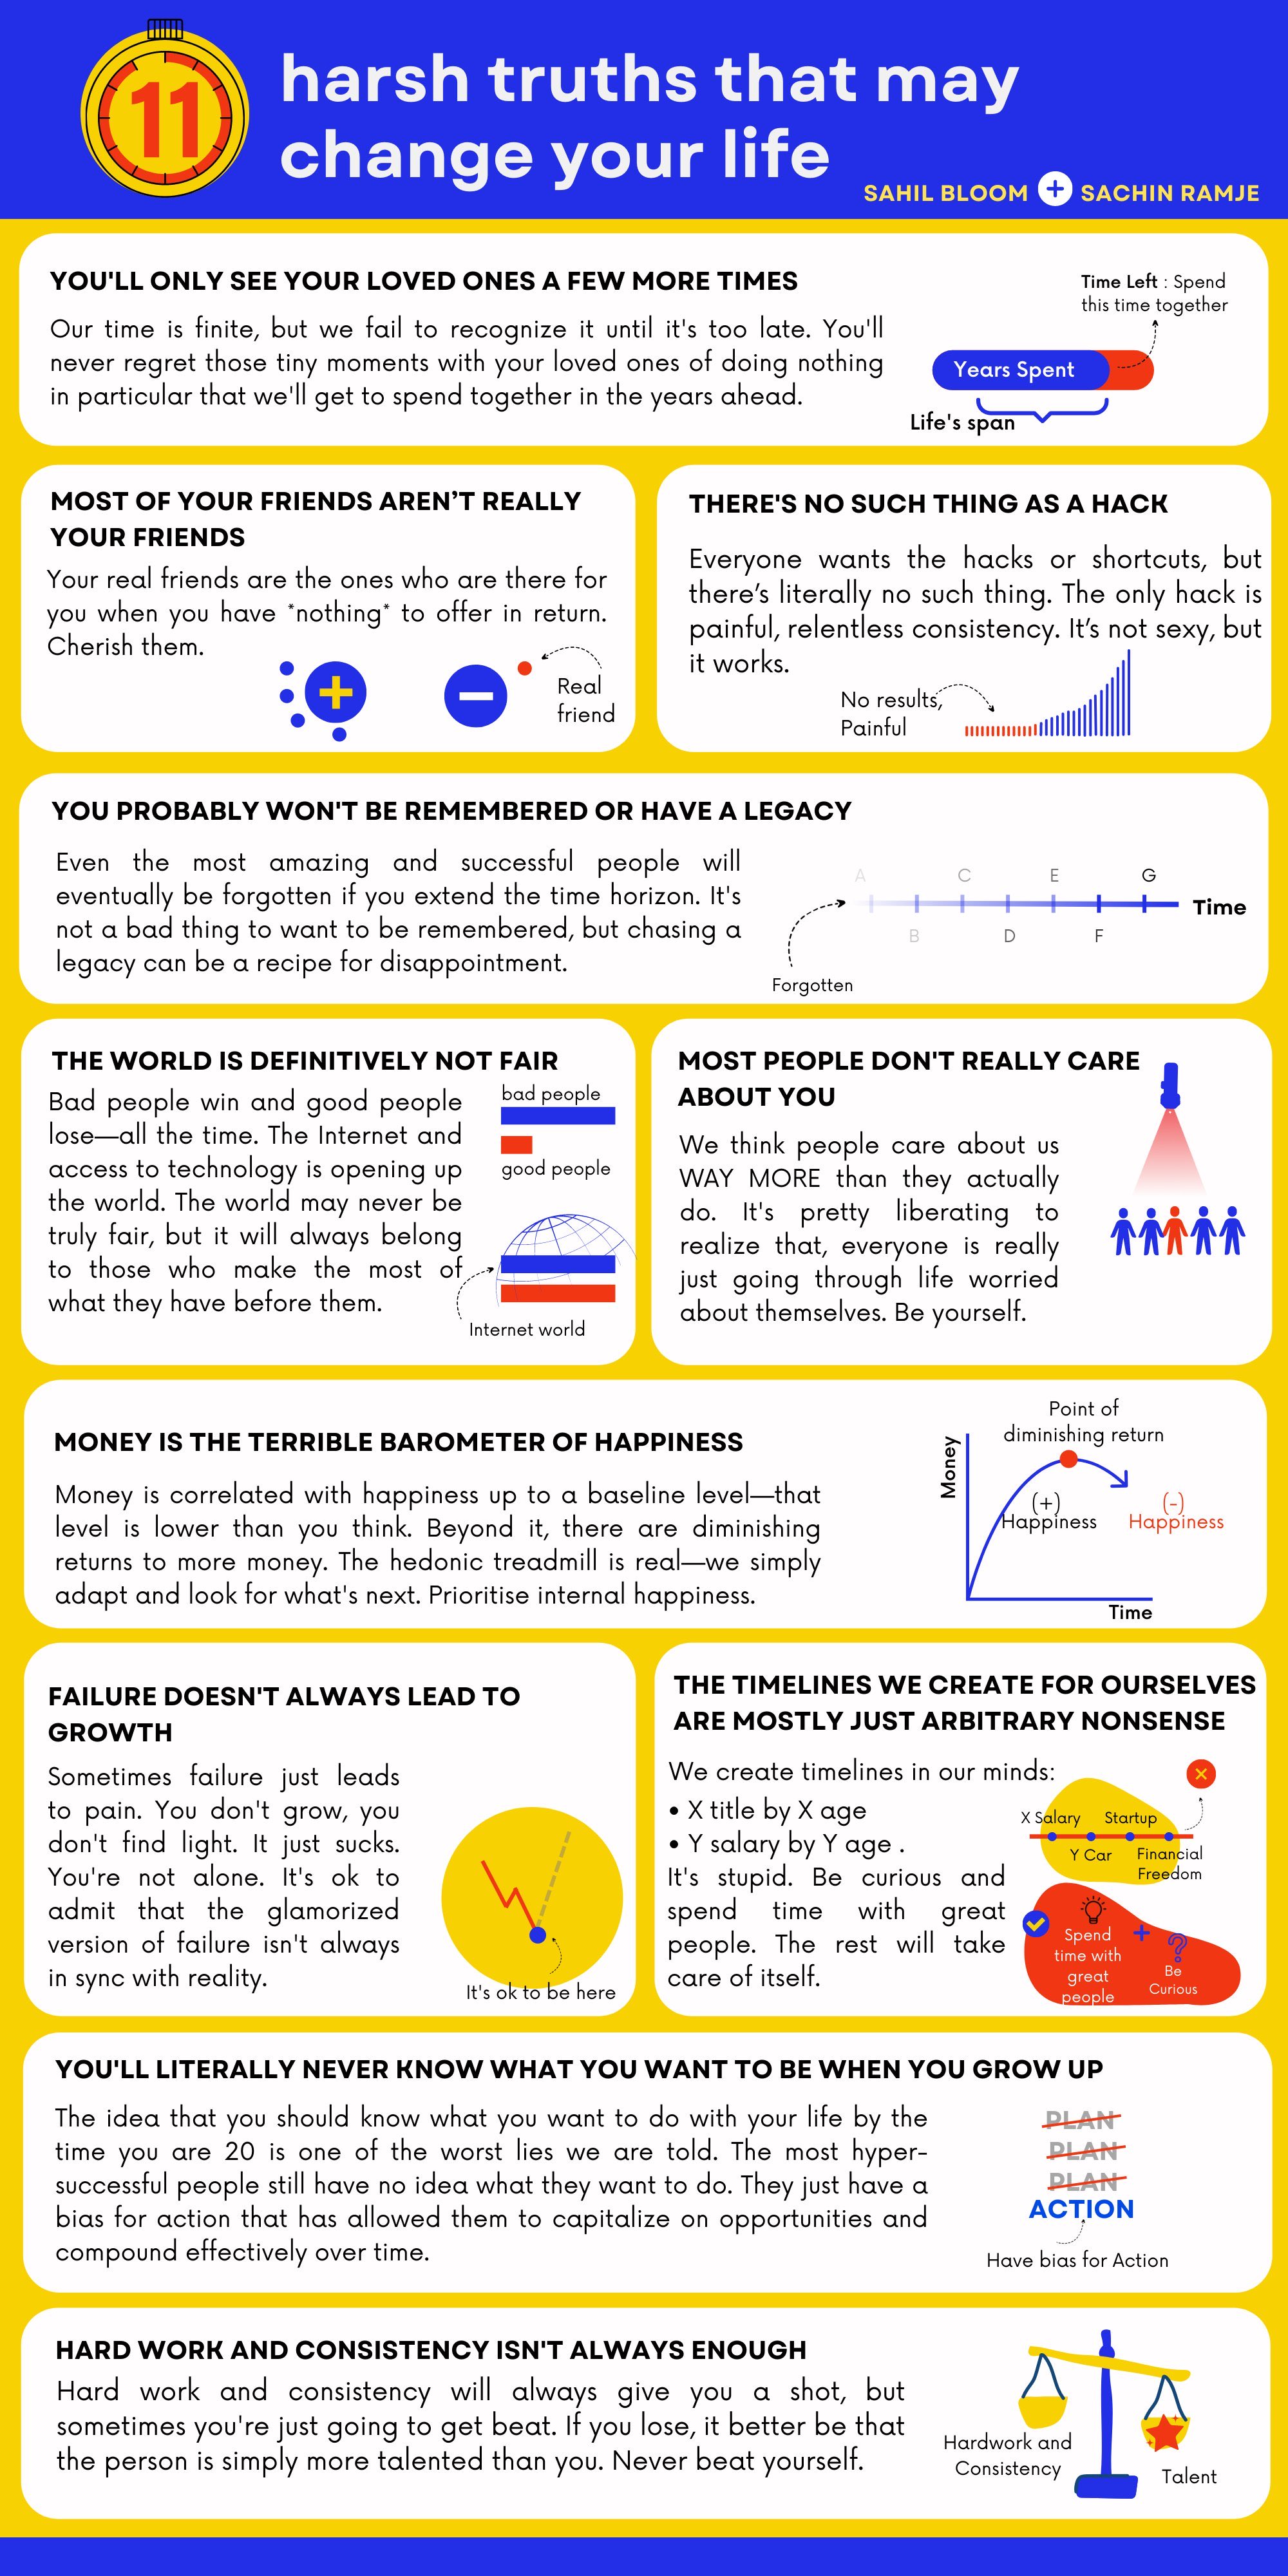 11
harsh truths that may
change your life
SAHIL BLOOM + SACHIN RAMJE
YOU'LL ONLY SEE YOUR LOVED ONES A FEW MORE TIMES
Our time is finite, but we fail to recognize it until it's too late. You'll
never regret those tiny moments with your loved ones of doing nothing
in particular that we'll get to spend together in the years ahead.
Time Left : Spend
this time together
Years Spent
Life's span
MOST OF YOUR FRIENDS AREN’T REALLY
YOUR FRIENDS
Your real friends are the ones who are there for
you when you have *nothing* to offer in return.
Cherish them.
Real
friend
THERE'S NO SUCH THING AS A HACK
Everyone wants the hacks or shortcuts, but
there’s literally no such thing. The only hack is
painful, relentless consistency. It’s not sexy, but
it works.
No results,
Painful
YOU PROBABLY WON'T BE REMEMBERED OR HAVE A LEGACY
Even the most amazing and successful people will
eventually be forgotten if you extend the time horizon. It's
not a bad thing to want to be remembered, but chasing a
legacy can be a recipe for disappointment.
A C E G
Time
B D F
Forgotten
THE WORLD IS DEFINITIVELY NOT FAIR
Bad people win and good people
lose—all the time. The Internet and
access to technology is opening up
the world. The world may never be
truly fair, but it will always belong
to those who make the most of
what they have before them.
bad people
good people
Internet world
MOST PEOPLE DON'T REALLY CARE
ABOUT YOU
We think people care about us
WAY MORE than they actually
do. It's pretty liberating to
realize that, everyone is really
just going through life worried
about themselves. Be yourself.
MONEY IS THE TERRIBLE BAROMETER OF HAPPINESS
Money is correlated with happiness up to a baseline level—that
level is lower than you think. Beyond it, there are diminishing
returns to more money. The hedonic treadmill is real—we simply
adapt and look for what's next. Prioritise internal happiness.
Point of
diminishing return
Money
(+)
Happiness
(-)
Happiness
Time
FAILURE DOESN'T ALWAYS LEAD TO
GROWTH
Sometimes failure just leads
to pain. You don't grow, you
don't find light. It just sucks.
You're not alone. It's ok to
admit that the glamorized
version of failure isn't always
in sync with reality.
It's ok to be here
THE TIMELINES WE CREATE FOR OURSELVES
ARE MOSTLY JUST ARBITRARY NONSENSE
We create timelines in our minds:
• X title by X age
• Y salary by Y age .
It's stupid. Be curious and
spend time with great
people. The rest will take
care of itself.
X Salary Startup
Y Car Financial
Freedom
Spend
time with
great
people
+
?
Be
Curious
YOU'LL LITERALLY NEVER KNOW WHAT YOU WANT TO BE WHEN YOU GROW UP
The idea that you should know what you want to do with your life by the
time you are 20 is one of the worst lies we are told. The most hyper-
successful people still have no idea what they want to do. They just have a
bias for action that has allowed them to capitalize on opportunities and
compound effectively over time.
PLAN
PLAN
PLAN
ACTION
Have bias for Action
HARD WORK AND CONSISTENCY ISN'T ALWAYS ENOUGH
Hard work and consistency will always give you a shot, but
sometimes you're just going to get beat. If you lose, it better be that
the person is simply more talented than you. Never beat yourself.
Hardwork and
Consistency
Talent